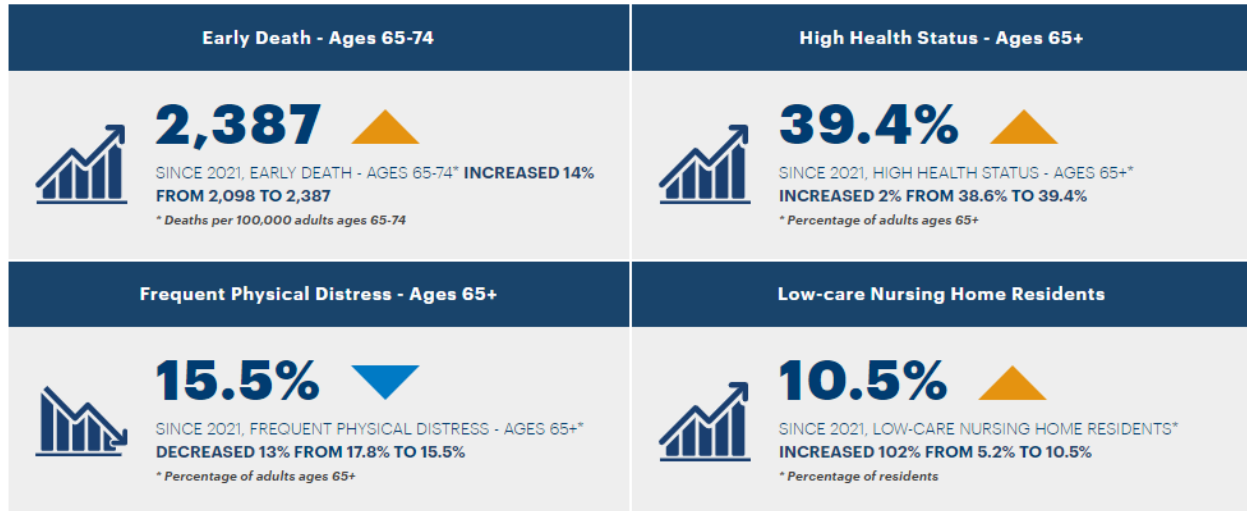 Early Death - Ages 65-74
2,387
SINCE 2021, EARLY DEATH - AGES 65-74* INCREASED 14%
FROM 2,098 TO 2,387
* Deaths per 100,000 adults ages 65-74
High Health Status - Ages 65+
39.4%
SINCE 2021, HIGH HEALTH STATUS - AGES 65+*
INCREASED 2% FROM 38.6% TO 39.4%
* Percentage of adults ages 65+
Frequent Physical Distress - Ages 65+
15.5%
SINCE 2021, FREQUENT PHYSICAL DISTRESS - AGES 65+*
DECREASED 13% FROM 17.8% TO 15.5%
* Percentage of adults ages 65+
Low-care Nursing Home Residents
10.5%
SINCE 2021, LOW-CARE NURSING HOME RESIDENTS*
INCREASED 102% FROM 5.2% TO 10.5%
* Percentage of residents